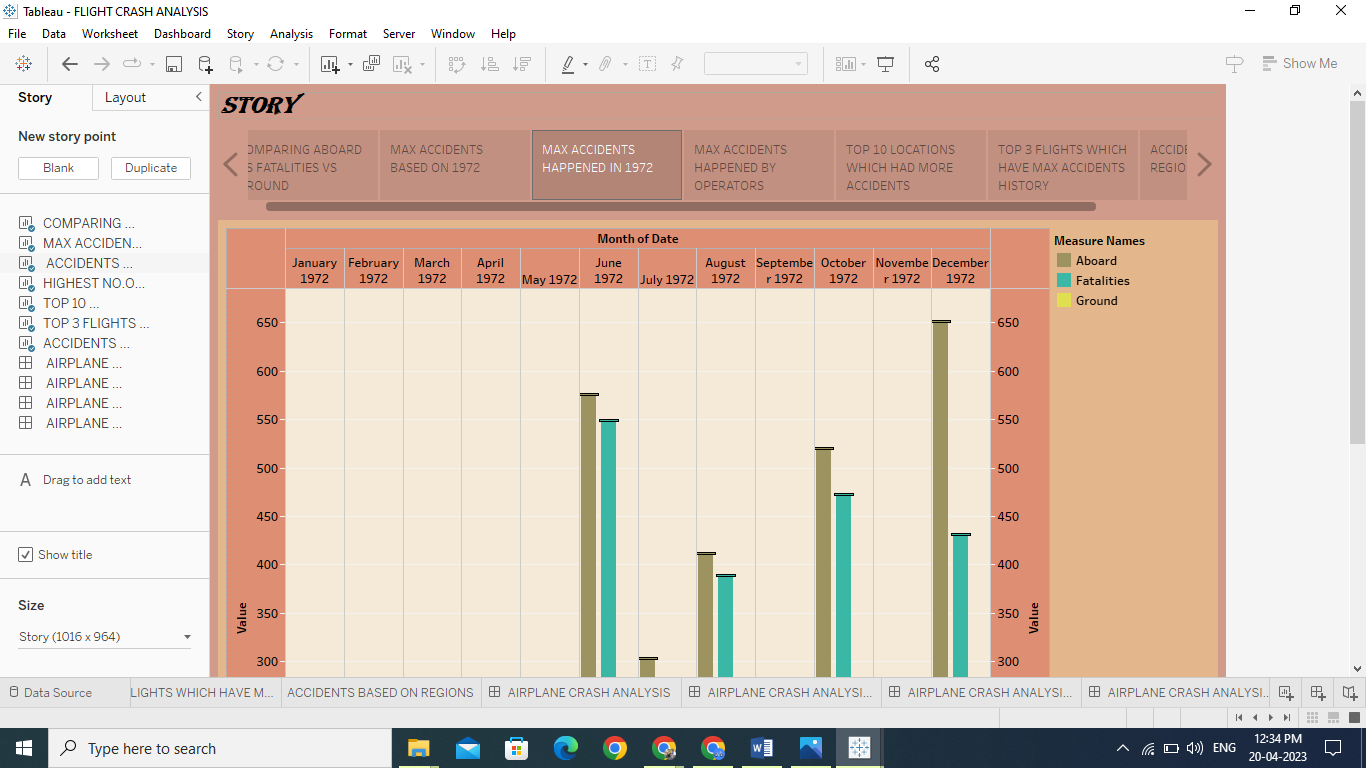 Tableau - FLIGHT CRASH ANALYSIS
File Data Worksheet Dashboard Story Analysis Format Server Window Help
Show Me
Story Layout
New story point
Blank Duplicate
COMPARING ...
MAX ACCIDEN...
ACCIDENTS ...
HIGHEST NO.O...
TOP 10 ...
TOP 3 FLIGHTS ...
ACCIDENTS ...
AIRPLANE ...
AIRPLANE ...
AIRPLANE ...
AIRPLANE ...
A Drag to add text
Show title
Size
Story (1016 x 964)
STORY
OMPARING ABOARD
S FATALITIES VS
ROUND
MAX ACCIDENTS
BASED ON 1972
MAX ACCIDENTS
HAPPENED IN 1972
MAX ACCIDENTS
HAPPENED BY
OPERATORS
TOP 10 LOCATIONS
WHICH HAD MORE
ACCIDENTS
TOP 3 FLIGHTS WHICH
HAVE MAX ACCIDENTS
HISTORY
ACCIDE
REGIO
Month of Date
January
1972
February
1972
March
1972
April
1972
May 1972
June
1972
July 1972
August
1972
Septembe
r 1972
October
1972
Novembe
r 1972
December
1972
650 650
600 600
550 550
500 500
450 450
400 400
350 350
300 300
Value
Value
Measure Names
Aboard
Fatalities
Ground
Data Source LIGHTS WHICH HAVE M... ACCIDENTS BASED ON REGIONS AIRPLANE CRASH ANALYSIS AIRPLANE CRASH ANALYSI... AIRPLANE CRASH ANALYSI... AIRPLANE CRASH ANALYSI...
Type here to search
ENG
12:34 PM
20-04-2023